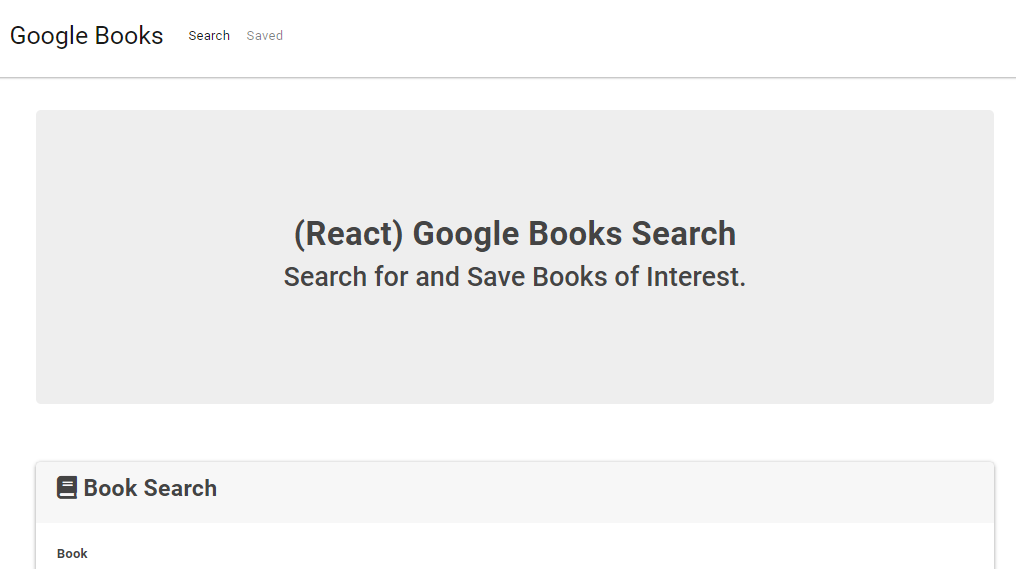 Google Books Search Saved
(React) Google Books Search
Search for and Save Books of Interest.
Book Search
Book